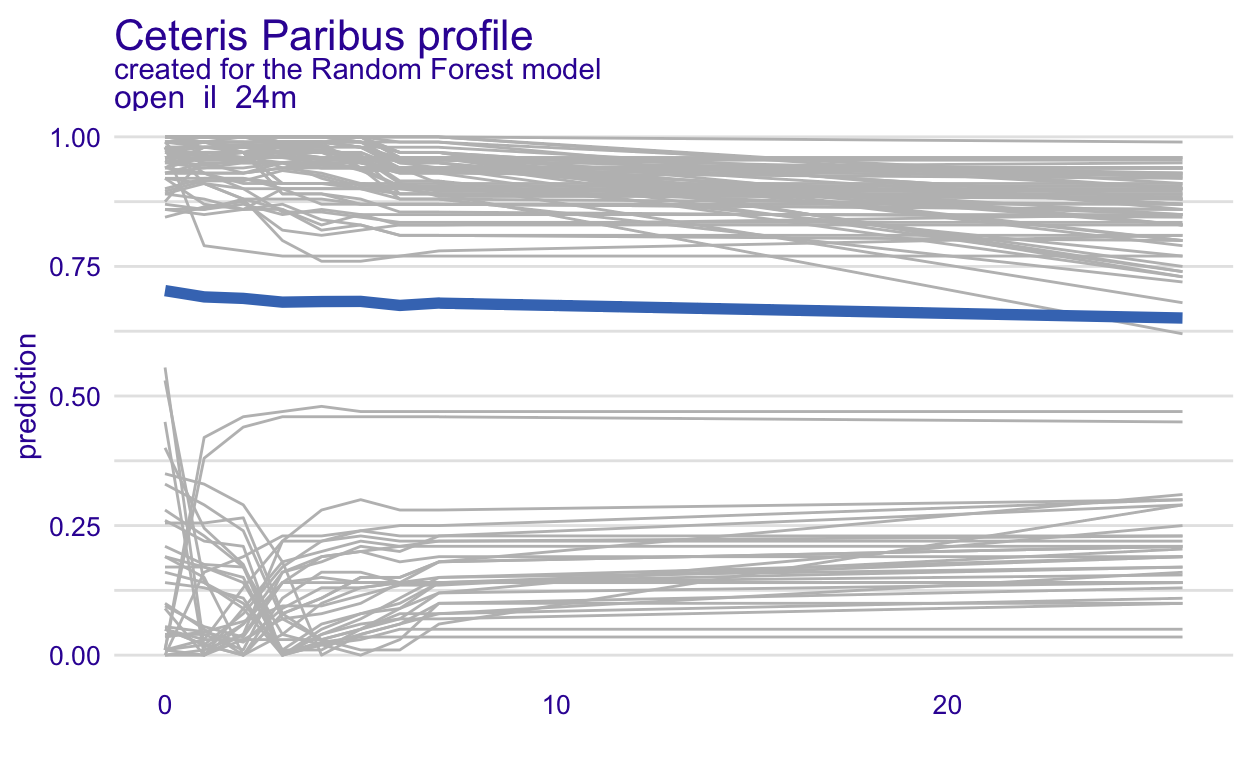 Ceteris Paribus profile
created for the Random Forest model
open_il_24m
1.00
0.75
0.50
0.25
0.00
prediction
0
10
20